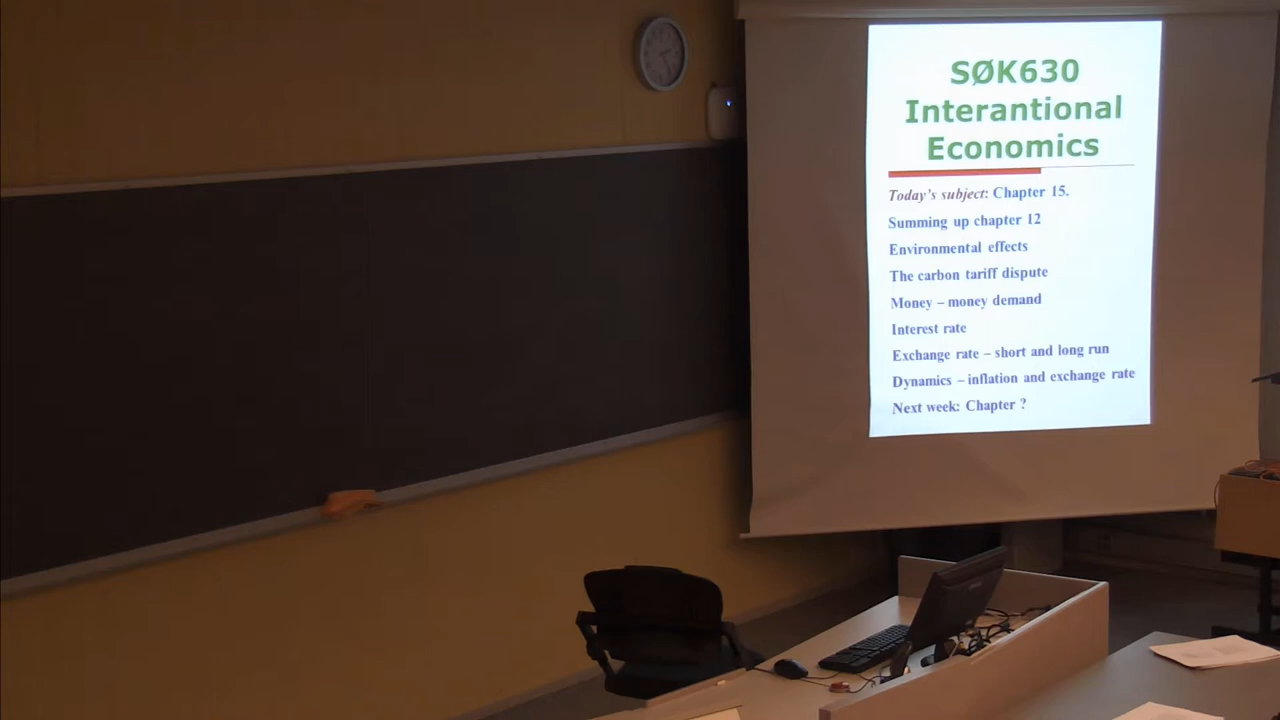 SØK630
Interantional
Economics
Today's subject: Chapter 15.
Summing up chapter 12
Environmental effects
The carbon tariff dispute
Money – money demand
Interest rate
Exchange rate – short and long run
Dynamics – inflation and exchange rate
Next week: Chapter ?